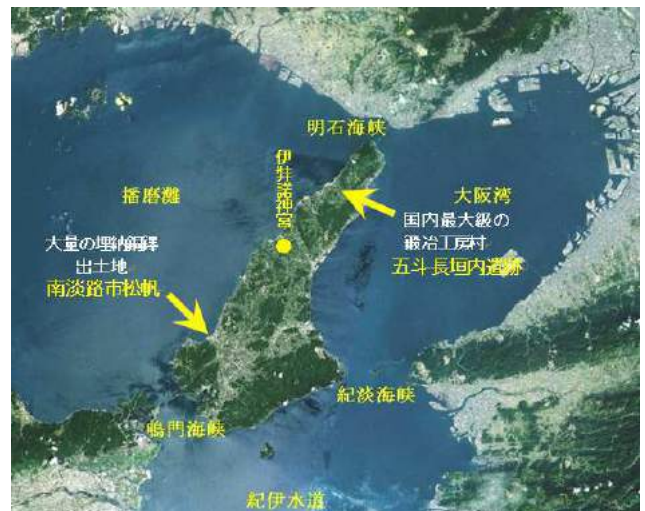 明石海峡
伊弉諾神宮
播磨灘
大阪湾
国内最大級の
鍛冶工房村
五斗長垣内遺跡
大量の埋納銅鐸
出土地
南淡路市松帆
紀淡海峡
鳴門海峡
紀伊水道